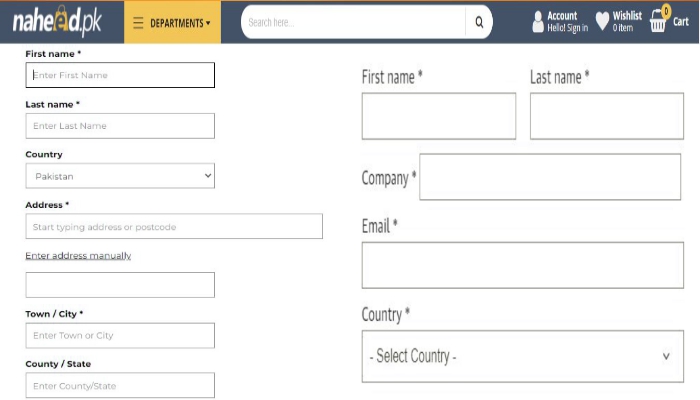 naheed.pk
DEPARTMENTS
Search here...
Account
Hello! Sign in
Wishlist
0 item
0
Cart
First name *
Enter First Name
Last name *
Enter Last Name
Country
Pakistan
Address *
Start typing address or postcode
Enter address manually
Town / City *
Enter Town or City
County / State
Enter County/State
First name *
Last name *
Company *
Email *
Country *
- Select Country -